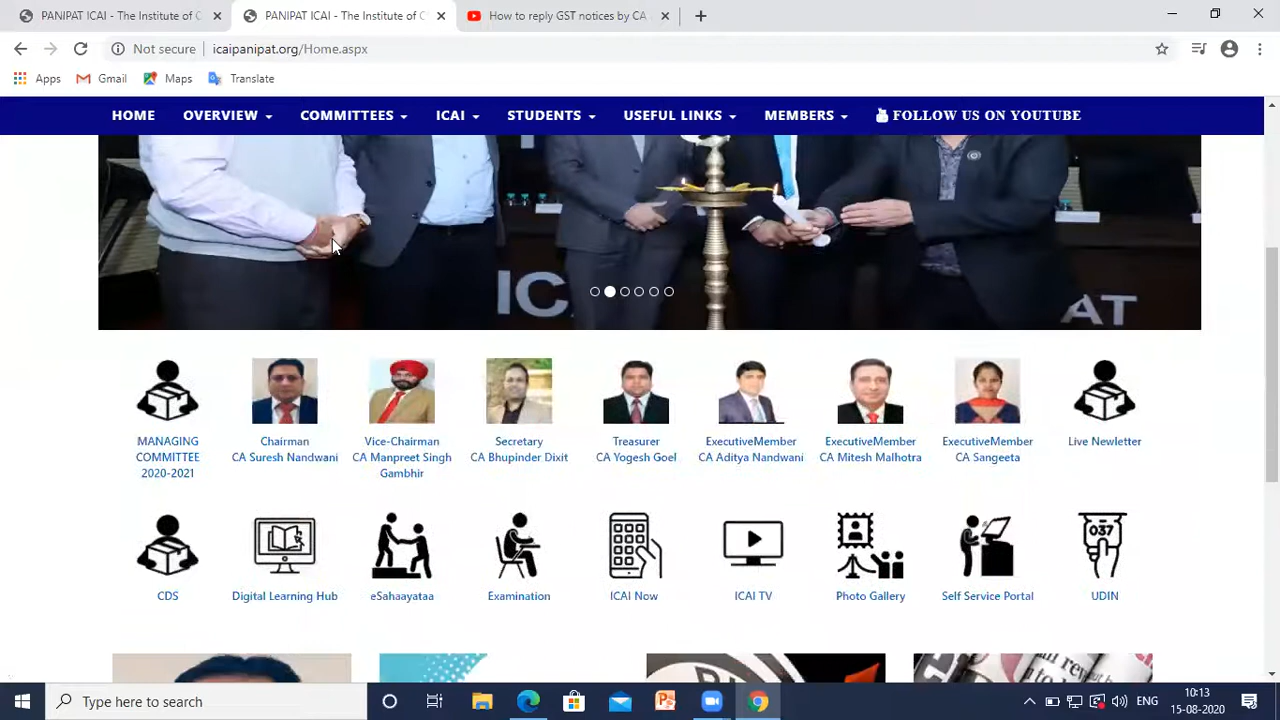 PANIPAT ICAI - The Institute of C
PANIPAT ICAI - The Institute of C
How to reply GST notices by CA
Not secure
icaipanipat.org/Home.aspx
Apps
Gmail
Maps
Translate
HOME
OVERVIEW
COMMITTEES
ICAI
STUDENTS
USEFUL LINKS
MEMBERS
FOLLOW US ON YOUTUBE
IC
PAT
MANAGING
COMMITTEE
2020-2021
Chairman
CA Suresh Nandwani
Vice-Chairman
CA Manpreet Singh
Gambhir
Secretary
CA Bhupinder Dixit
Treasurer
CA Yogesh Goel
ExecutiveMember
CA Aditya Nandwani
ExecutiveMember
CA Mitesh Malhotra
ExecutiveMember
CA Sangeeta
Live Newletter
037
CDS
Digital Learning Hub
eSahaayataa
Examination
ICAI Now
ICAI TV
Photo Gallery
Self Service Portal
UDIN
Type here to search
ENG
10:13
15-08-2020